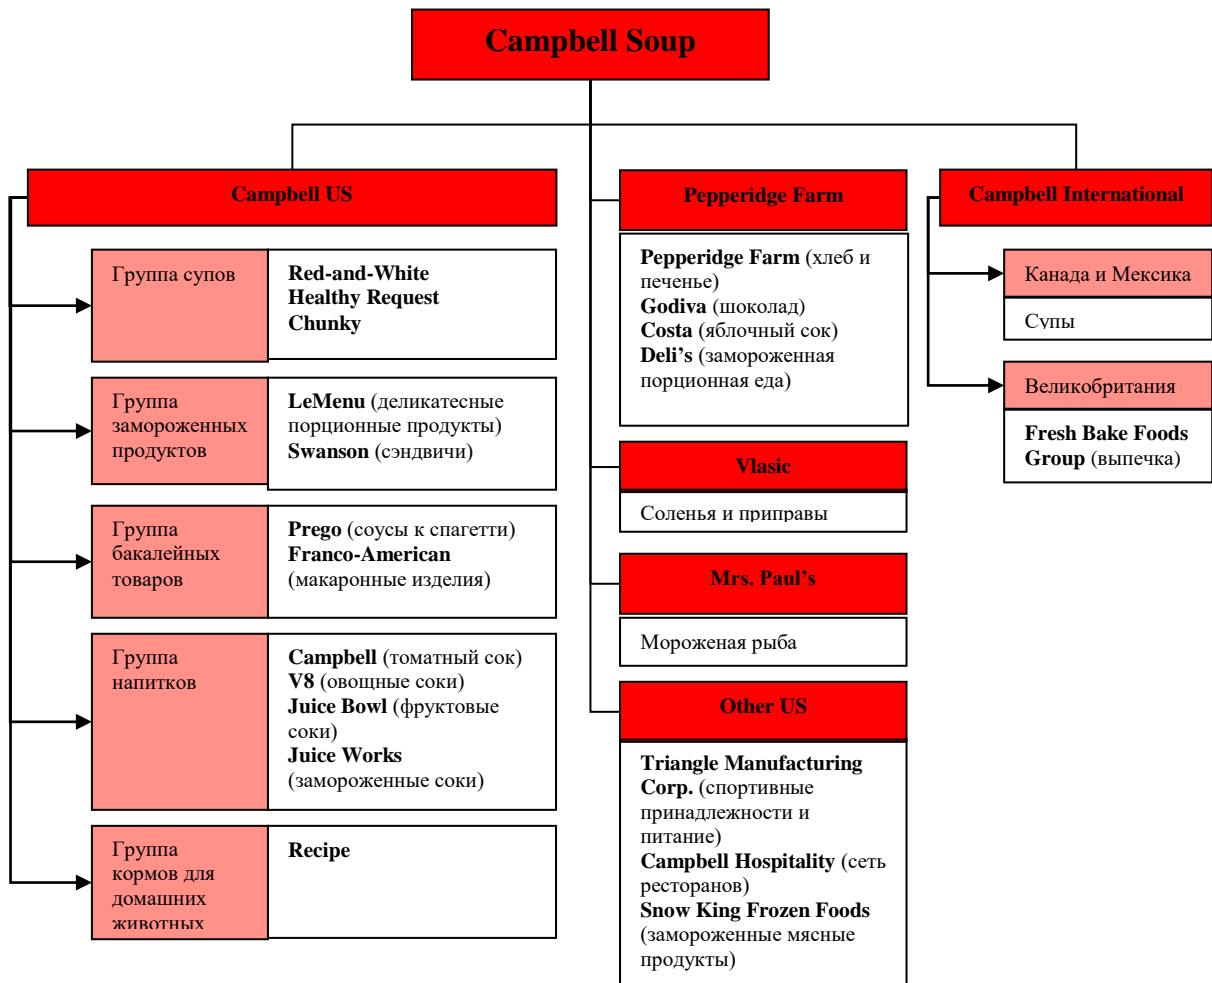 Campbell Soup
Campbell US
Группа супов
Red-and-White
Healthy Request
Chunky
Группа
замороженных
продуктов
LeMenu (деликатесные
порционные продукты)
Swanson (сэндвичи)
Группа
бакалейных
товаров
Prego (соусы к спагетти)
Franco-American
(макаронные изделия)
Группа
напитков
Campbell (томатный сок)
V8 (овощные соки)
Juice Bowl (фруктовые
соки)
Juice Works
(замороженные соки)
Группа
кормов для
домашних
животных
Recipe
Pepperidge Farm
Pepperidge Farm (хлеб и
печенье)
Godiva (шоколад)
Costa (яблочный сок)
Deli’s (замороженная
порционная еда)
Vlasic
Соленья и приправы
Mrs. Paul’s
Мороженая рыба
Other US
Triangle Manufacturing
Corp. (спортивные
принадлежности и
питание)
Campbell Hospitality (сеть
ресторанов)
Snow King Frozen Foods
(замороженные мясные
продукты)
Campbell International
Канада и Мексика
Супы
Великобритания
Fresh Bake Foods
Group (выпечка)